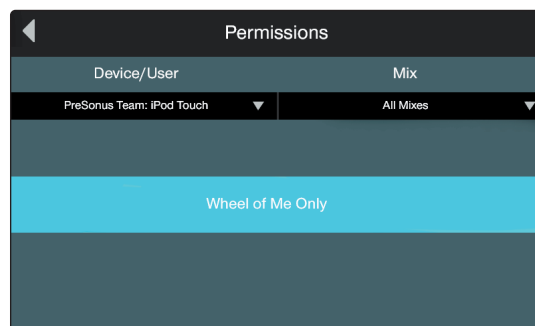 Permissions
Device/User Mix
PreSonus Team: iPod Touch All Mixes
Wheel of Me Only